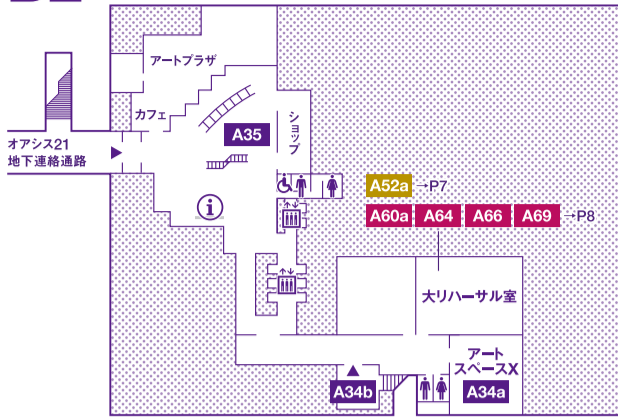 アートプラザ
カフェ
ショップ
A35
オアシス21
地下連絡通路
i
A52a →P7
A60a A64 A66 A69 →P8
大リハーサル室
アート
スペースX
A34b
A34a